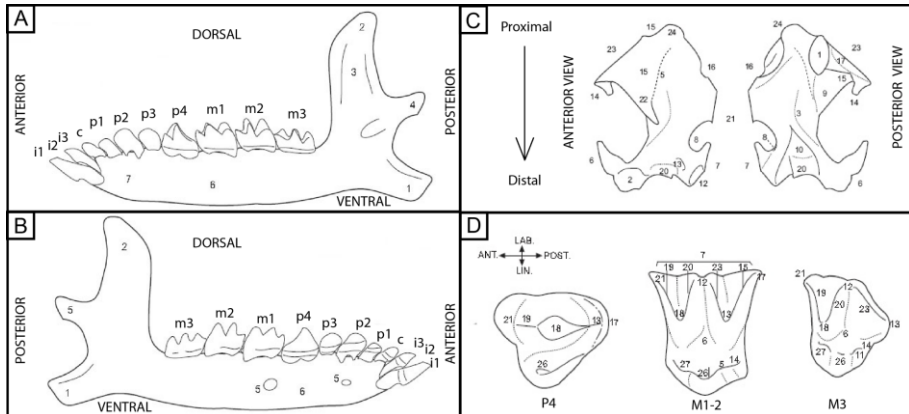 A
DORSAL
ANTERIOR
POSTERIOR
2
3
4
i1 i2 i3 c p1 p2 p3 p4 m1 m2 m3
7 6 1
VENTRAL
B
DORSAL
POSTERIOR
ANTERIOR
2
5
m3 m2 m1 p4 p3 p2 p1 c i3 i2 i1
1 5 6 5
VENTRAL
C
Proximal
Distal
ANTERIOR VIEW
POSTERIOR VIEW
15 24
23
15 5 16
14
22
21
8
6 13 7
2 20 12
24
16 1 23
17
15
9 14
3
8
10
7 20 6
D
LAB.
ANT. POST.
LIN.
21 19 18 13 17
26
P4
7
19 20 23 15
21 12 17
18 13
6
27 26 5 14
M1-2
21
19 12
20 23
18 6 13
14
27 26 11
M3